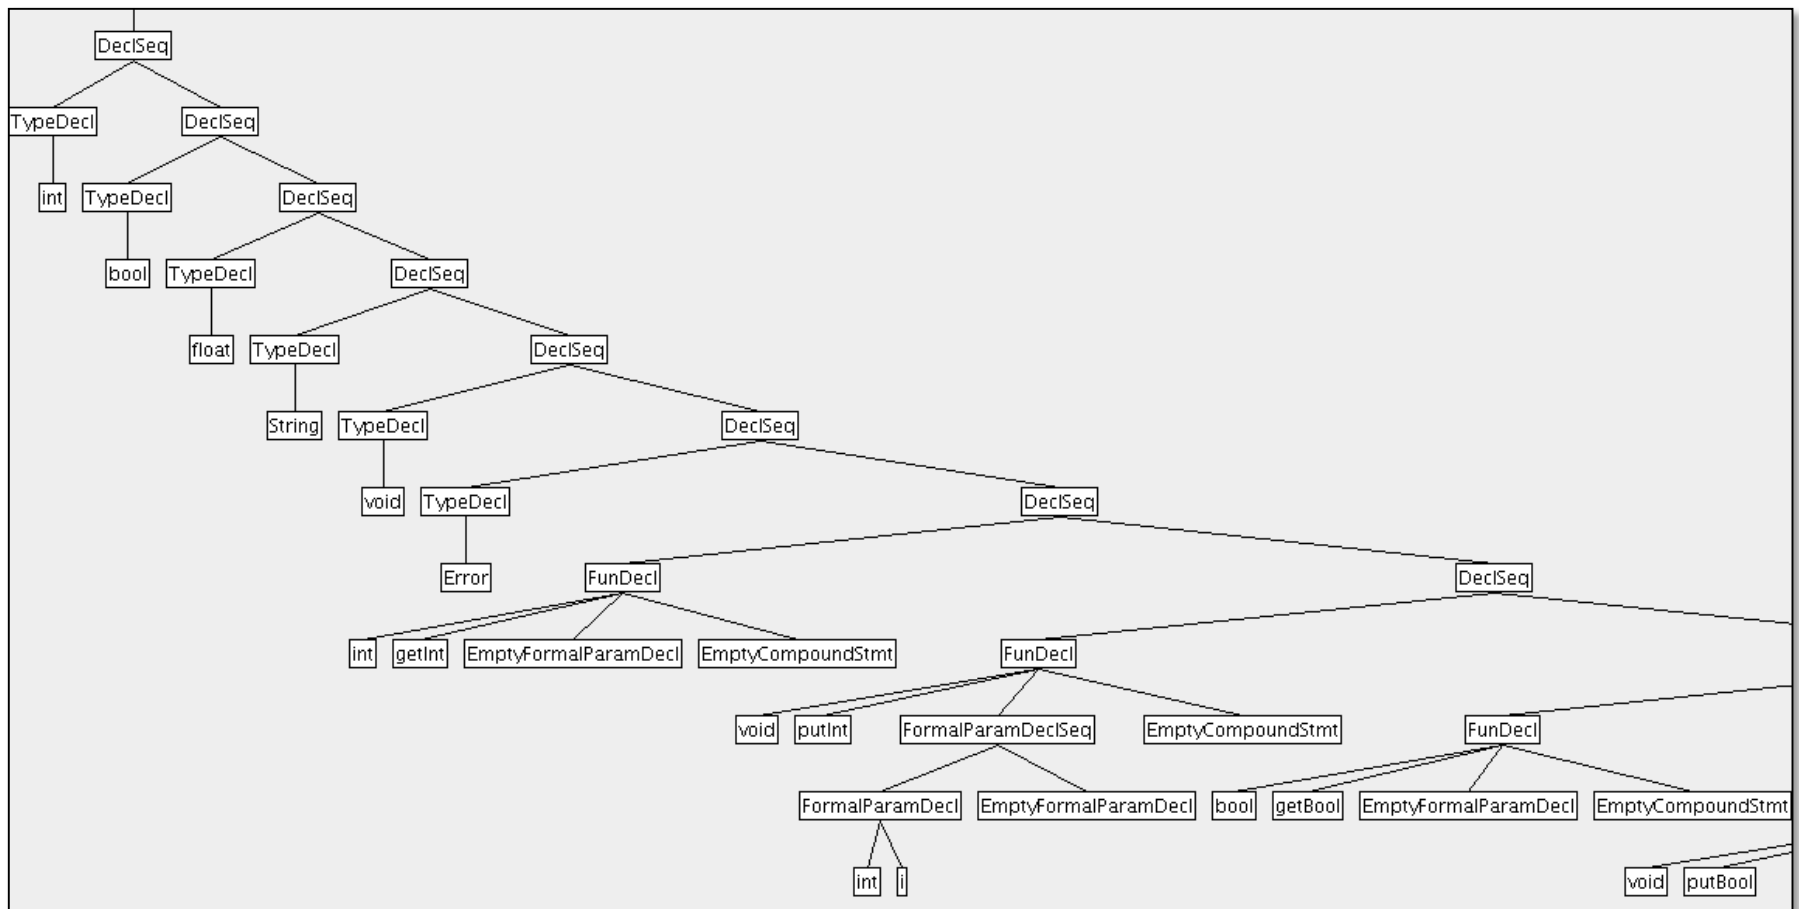 DeclSeq
TypeDecl DeclSeq
int TypeDecl DeclSeq
bool TypeDecl DeclSeq
float TypeDecl DeclSeq
String TypeDecl DeclSeq
void TypeDecl DeclSeq
Error FunDecl DeclSeq
int getInt EmptyFormalParamDecl EmptyCompoundStmt FunDecl
void putInt FormalParamDeclSeq EmptyCompoundStmt FunDecl
FormalParamDecl EmptyFormalParamDecl bool getBool EmptyFormalParamDecl EmptyCompoundStmt
int i void putBool